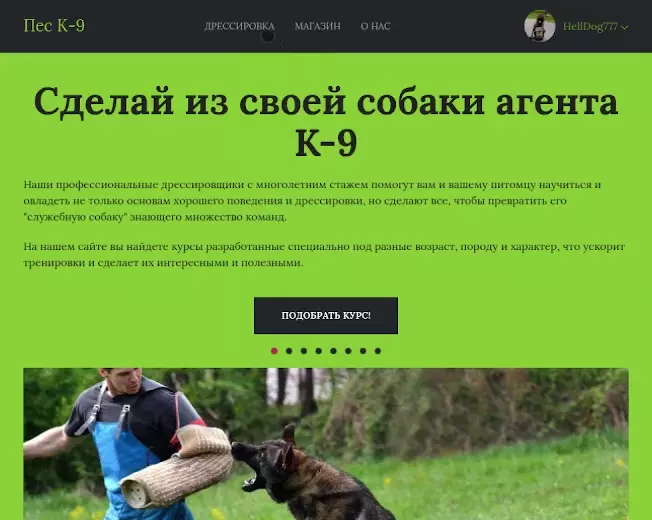 Пес К-9
ДРЕССИРОВКА МАГАЗИН О НАС
HellDog777
Сделай из своей собаки агента
К-9
Наши профессиональные дрессировщики с многолетним стажем помогут вам и вашему питомцу научиться и
овладеть не только основам хорошего поведения и дрессировки, но сделают все, чтобы превратить его
"служебную собаку" знающего множество команд.
На нашем сайте вы найдете курсы разработанные специально под разные возраст, породу и характер, что ускорит
тренировки и сделает их интересными и полезными.
ПОДОБРАТЬ КУРС!